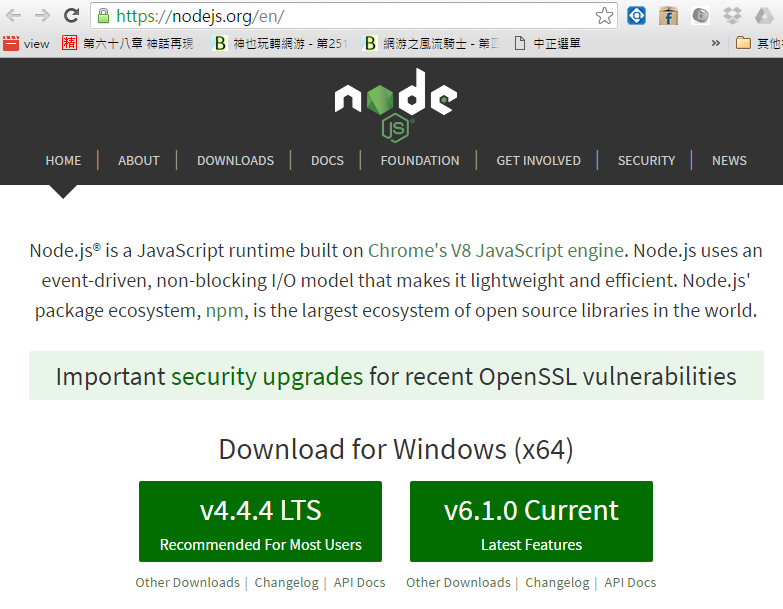 https://nodejs.org/en/
view
精
第六十八章 神話再現
B
神也玩轉網游 - 第251
B
網游之風流騎士 - 第四
中正選單
»
其他
node
JS
HOME
ABOUT
DOWNLOADS
DOCS
FOUNDATION
GET INVOLVED
SECURITY
NEWS
Node.js® is a JavaScript runtime built on Chrome's V8 JavaScript engine. Node.js uses an
event-driven, non-blocking I/O model that makes it lightweight and efficient. Node.js'
package ecosystem, npm, is the largest ecosystem of open source libraries in the world.
Important security upgrades for recent OpenSSL vulnerabilities
Download for Windows (x64)
v4.4.4 LTS
Recommended For Most Users
v6.1.0 Current
Latest Features
Other Downloads | Changelog | API Docs
Other Downloads | Changelog | API Docs